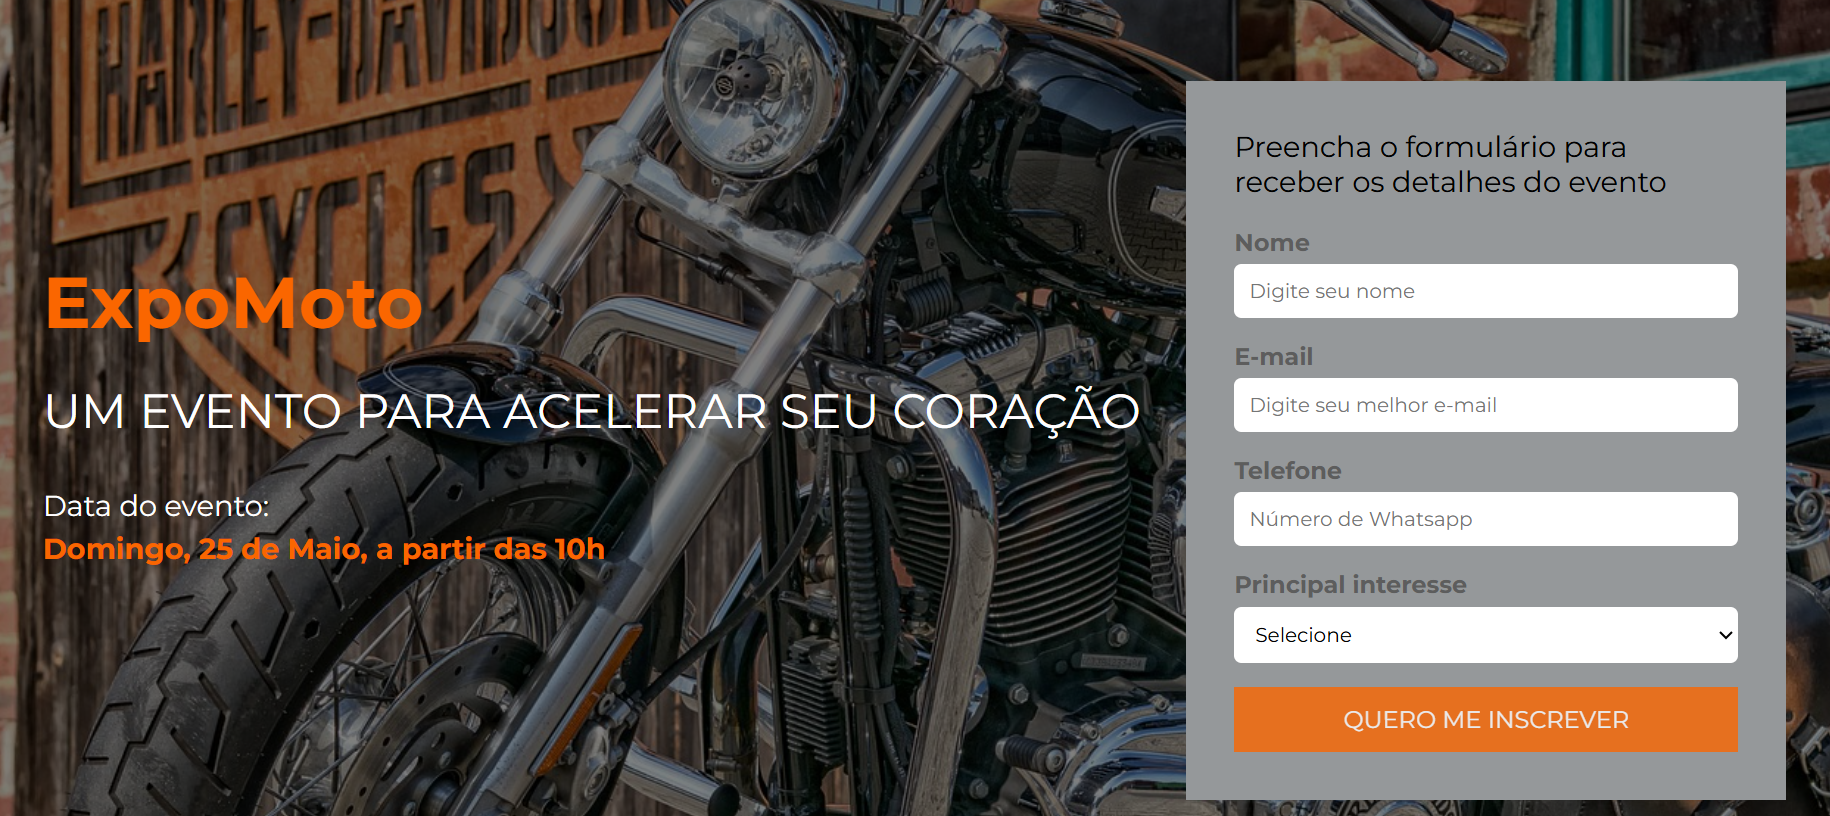 HARLEY-DAVIDSON
CYCLES
ExpoMoto
UM EVENTO PARA ACELERAR SEU CORAÇÃO
Data do evento:
Domingo, 25 de Maio, a partir das 10h
Preencha o formulário para
receber os detalhes do evento
Nome
Digite seu nome
E-mail
Digite seu melhor e-mail
Telefone
Número de Whatsapp
Principal interesse
Selecione
QUERO ME INSCREVER